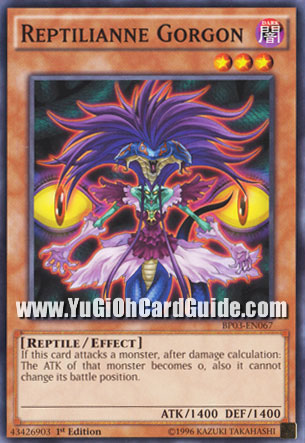 REPTILIANNE GORGON
DARK
闇
www.YuGiOhCardGuide.com
BP03-EN067
[REPTILE / EFFECT]
If this card attacks a monster, after damage calculation:
The ATK of that monster becomes 0, also it cannot
change its battle position.
ATK/1400 DEF/1400
43426903 1st Edition ©1996 KAZUKI TAKAHASHI